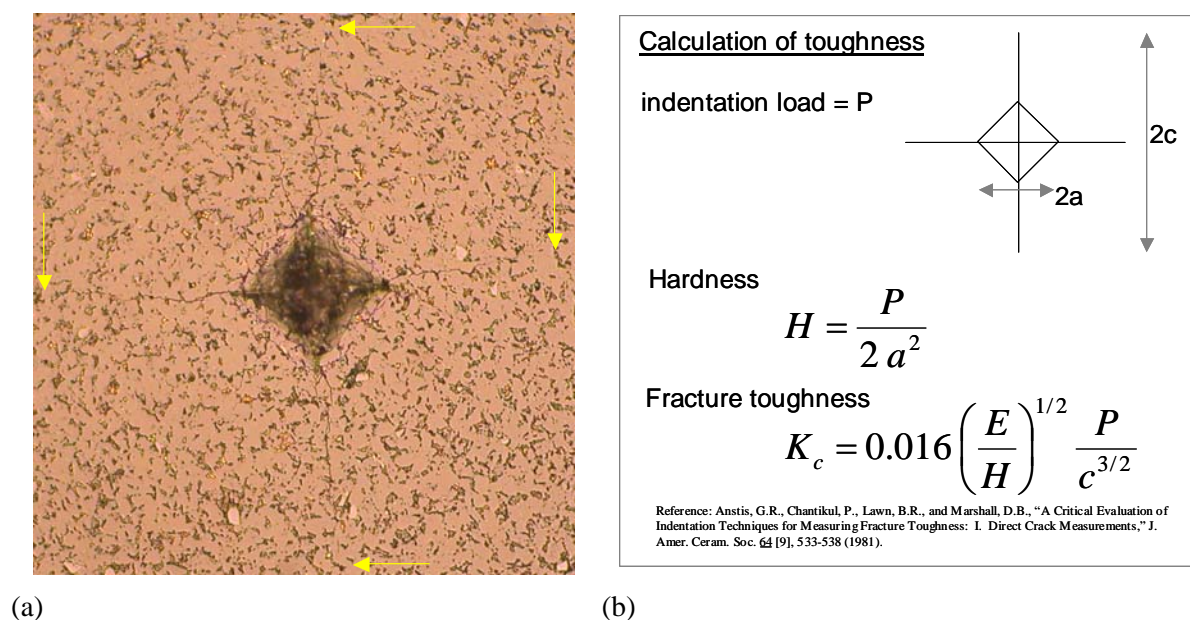 Calculation of toughness
indentation load = P
2c
2a
Hardness
H = P / 2 a²
Fracture toughness
K_c = 0.016 (E / H)^{1/2} P / c^{3/2}
Reference: Anstis, G.R., Chantikul, P., Lawn, B.R., and Marshall, D.B., “A Critical Evaluation of
Indentation Techniques for Measuring Fracture Toughness: I. Direct Crack Measurements,” J.
Amer. Ceram. Soc. 64 [9], 533-538 (1981).
(a)
(b)